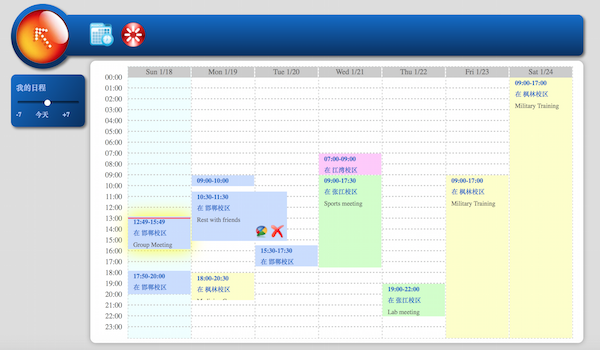 Sun 1/18 Mon 1/19 Tue 1/20 Wed 1/21 Thu 1/22 Fri 1/23 Sat 1/24
我的日程
-7 今天 +7
00:00
01:00
02:00
03:00
04:00
05:00
06:00
07:00
08:00
09:00
10:00
11:00
12:00
13:00
14:00
15:00
16:00
18:00
19:00
20:00
21:00
22:00
23:00
12:49-15:49
在 邯郸校区
Group Meeting
17:50-20:00
在 邯郸校区
09:00-10:00
10:30-11:30
在 邯郸校区
Rest with friends
18:00-20:30
在 枫林校区
15:30-17:30
在 邯郸校区
07:00-09:00
在 江湾校区
09:00-17:30
在 张江校区
Sports meeting
19:00-22:00
在 张江校区
Lab meeting
09:00-17:00
在 枫林校区
Military Training
09:00-17:00
在 枫林校区
Military Training